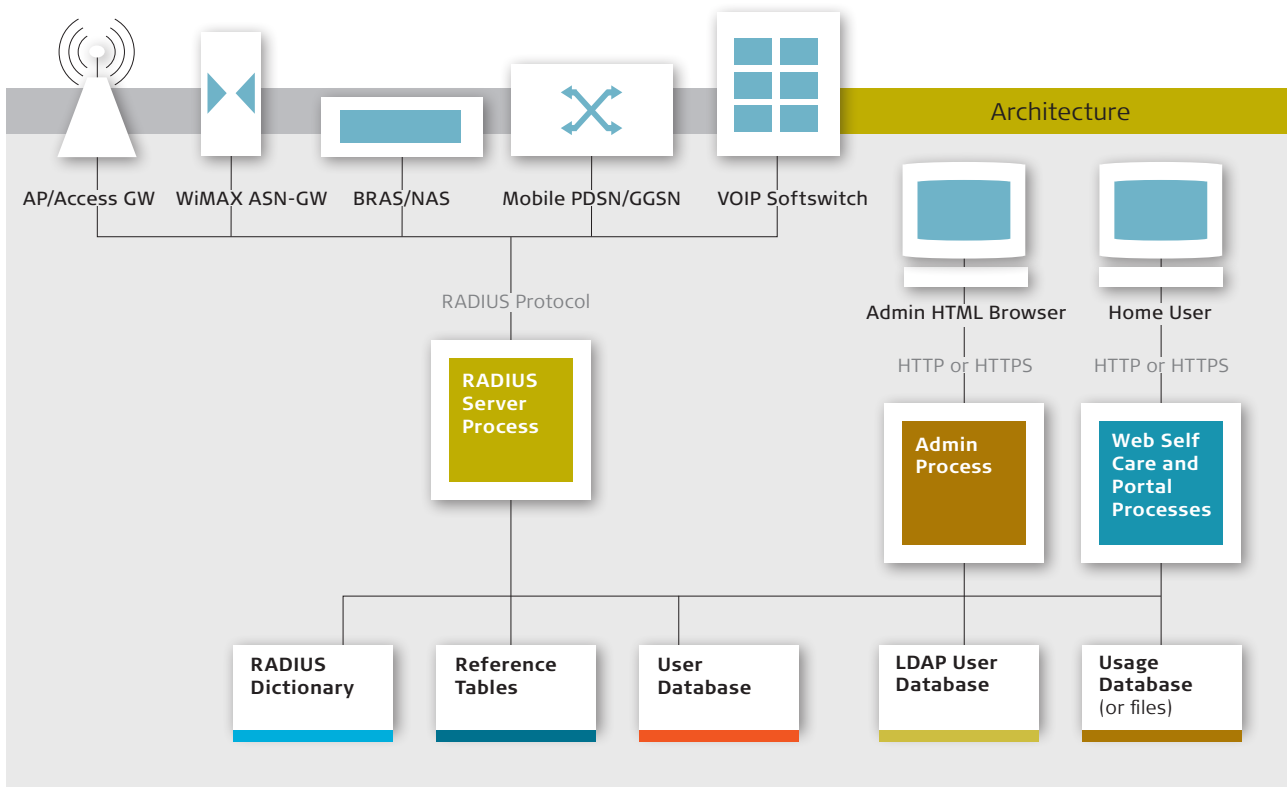 Architecture
AP/Access GW
WiMAX ASN-GW
BRAS/NAS
Mobile PDSN/GGSN
VOIP Softswitch
RADIUS Protocol
Admin HTML Browser
Home User
HTTP or HTTPS
HTTP or HTTPS
RADIUS
Server
Process
Admin
Process
Web Self
Care and
Portal
Processes
RADIUS
Dictionary
Reference
Tables
User
Database
LDAP User
Database
Usage
Database
(or files)